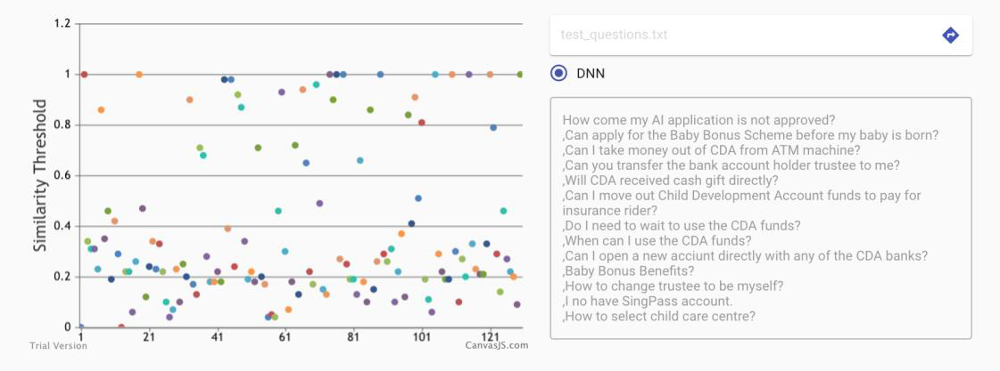 1.2
1
0.8
0.6
0.4
0.2
0
Similarity Threshold
1 21 41 61 81 101 121
Trial Version
CanvasJS.com
test_questions.txt
DNN
How come my AI application is not approved?
,Can apply for the Baby Bonus Scheme before my baby is born?
,Can I take money out of CDA from ATM machine?
,Can you transfer the bank account holder trustee to me?
,Will CDA received cash gift directly?
,Can I move out Child Development Account funds to pay for
insurance rider?
,Do I need to wait to use the CDA funds?
,When can I use the CDA funds?
,Can I open a new acciunt directly with any of the CDA banks?
,Baby Bonus Benefits?
,How to change trustee to be myself?
,I no have SingPass account.
,How to select child care centre?